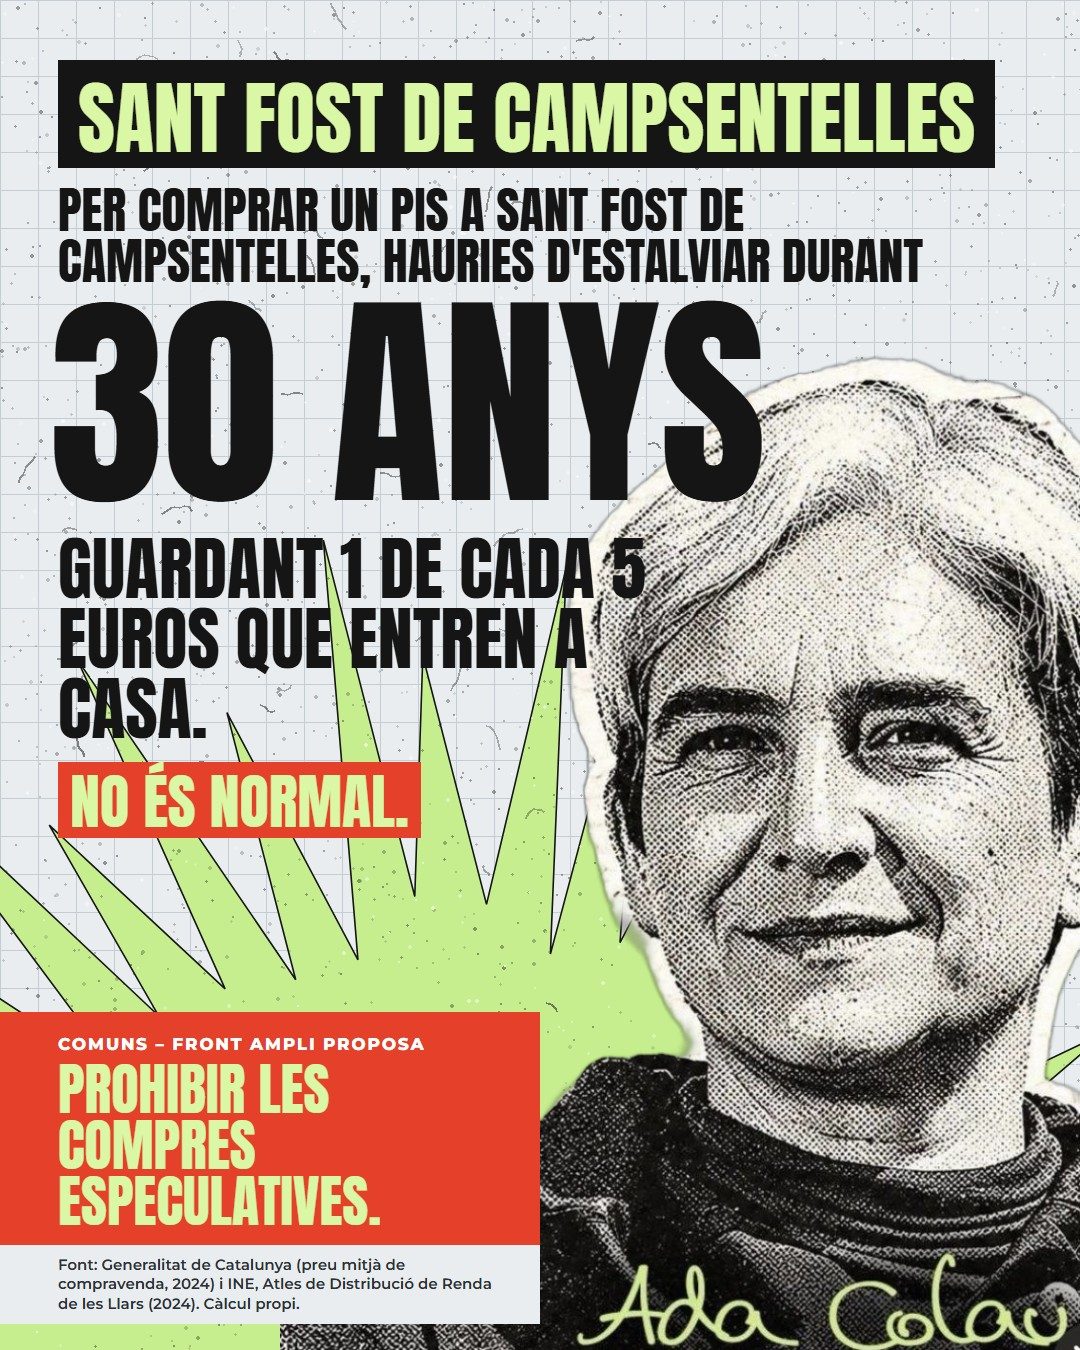 SANT FOST DE CAMPSENTELLES
PER COMPRAR UN PIS A SANT FOST DE
CAMPSENTELLES, HAURIES D'ESTALVIAR DURANT
30 ANYS
GUARDANT 1 DE CADA 5
EUROS QUE ENTREN A
CASA.
NO ÉS NORMAL.
COMUNS – FRONT AMPLI PROPOSA
PROHIBIR LES
COMPRES
ESPECULATIVES.
Font: Generalitat de Catalunya (preu mitjà de
compravenda, 2024) i INE, Atles de Distribució de Renda
de les Llars (2024). Càlcul propi.
Ada Colau